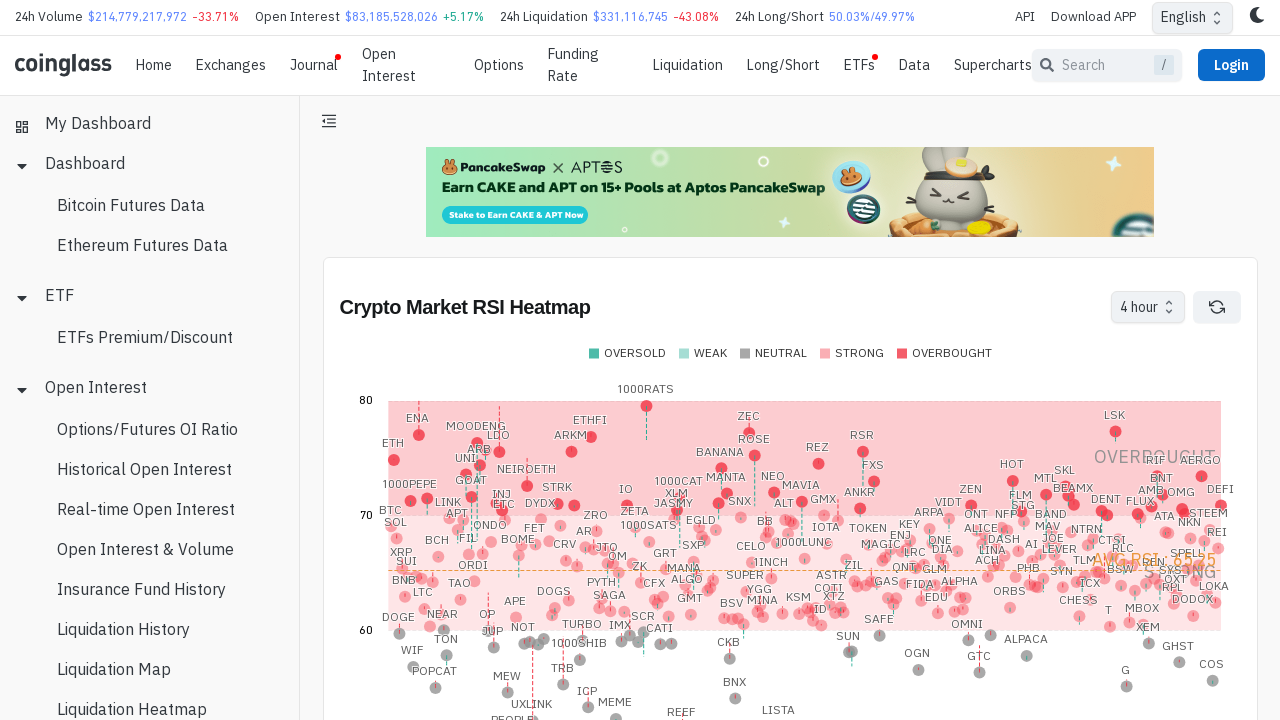 24h Volume $214,779,217,972 -33.71% Open Interest $83,185,528,026 +5.17% 24h Liquidation $331,116,745 -43.08% 24h Long/Short 50.03%/49.97% API Download APP English
coinglass Home Exchanges Journal Open Interest Options Funding Rate Liquidation Long/Short ETFs Data Supercharts Search / Login
My Dashboard
Dashboard
Bitcoin Futures Data
Ethereum Futures Data
ETF
ETFs Premium/Discount
Open Interest
Options/Futures OI Ratio
Historical Open Interest
Real-time Open Interest
Open Interest & Volume
Insurance Fund History
Liquidation History
Liquidation Map
Liquidation Heatmap
PancakeSwap × APTOS
Earn CAKE and APT on 15+ Pools at Aptos PancakeSwap
Stake to Earn CAKE & APT Now
Crypto Market RSI Heatmap 4 hour
OVERSOLD WEAK NEUTRAL STRONG OVERBOUGHT
1000RATS
80
ENA ETHFI ZEC LSK
MOODENG
ETH LDO ARKM ROSE RSR
ARB BANANA REZ OVERBOUGHT
UNI NEIROETH FXS HOT RIF AERGO
GOAT 1000CAT MANTA NEO SKL
1000PEPE STRK IO XLM MAVIA ANKR ZEN MTL BEAMX BNT DEFI
INJ FLM AMB OMG
LINK ETC DYDX JASMY SNX ALT GMX VIDT STG DENT FLUX
BTC APT ZRO ZETA ARPA ONT NFP BAND STEEM
70
SOL ONDO FET 1000SATS EGLD BB IOTA TOKEN KEY ALICE MAV NTRN ATA NKN
BCH FIL BOME AR CRV JTO SXP CELO 1000LUNC MAGIC ENJ ONE DASH AI JOE CTSI REI
XRP OM GRT LRC DIA LINA LEVER RLC SPELL
SUI ORDI ZK MANA 1INCH ZIL QNT GLM ACH PHB TLM REN
BNB TAO PYTH CFX ALGO SUPER ASTR GAS FIDA ALPHA SYN BSW SYS
STRONG
LTC DOGS SAGA GMT YGG COTI EDU ORBS ICX OXT LOKA
APE BSV MINA KSM XTZ CHESS RPL DODOX
DOGE NEAR OP SCR ID SAFE T MBOX
60
TON JUP NOT TURBO IMX CATI OMNI XEM
WIF 1000SHIB CKB SUN ALPACA GHST
POPCAT TRB OGN GTC G COS
MEW BNX
ICP
UXLINK MEME
PEOPLE REEF LISTA